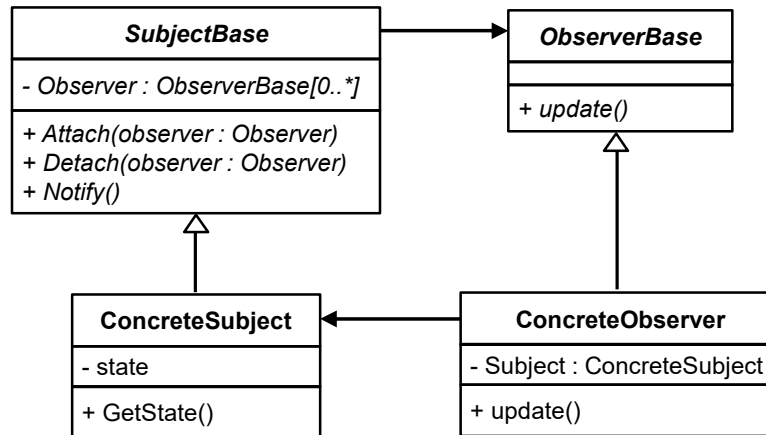 SubjectBase
- Observer : ObserverBase[0..*]
+ Attach(observer : Observer)
+ Detach(observer : Observer)
+ Notify()
ObserverBase
+ update()
ConcreteSubject
- state
+ GetState()
ConcreteObserver
- Subject : ConcreteSubject
+ update()